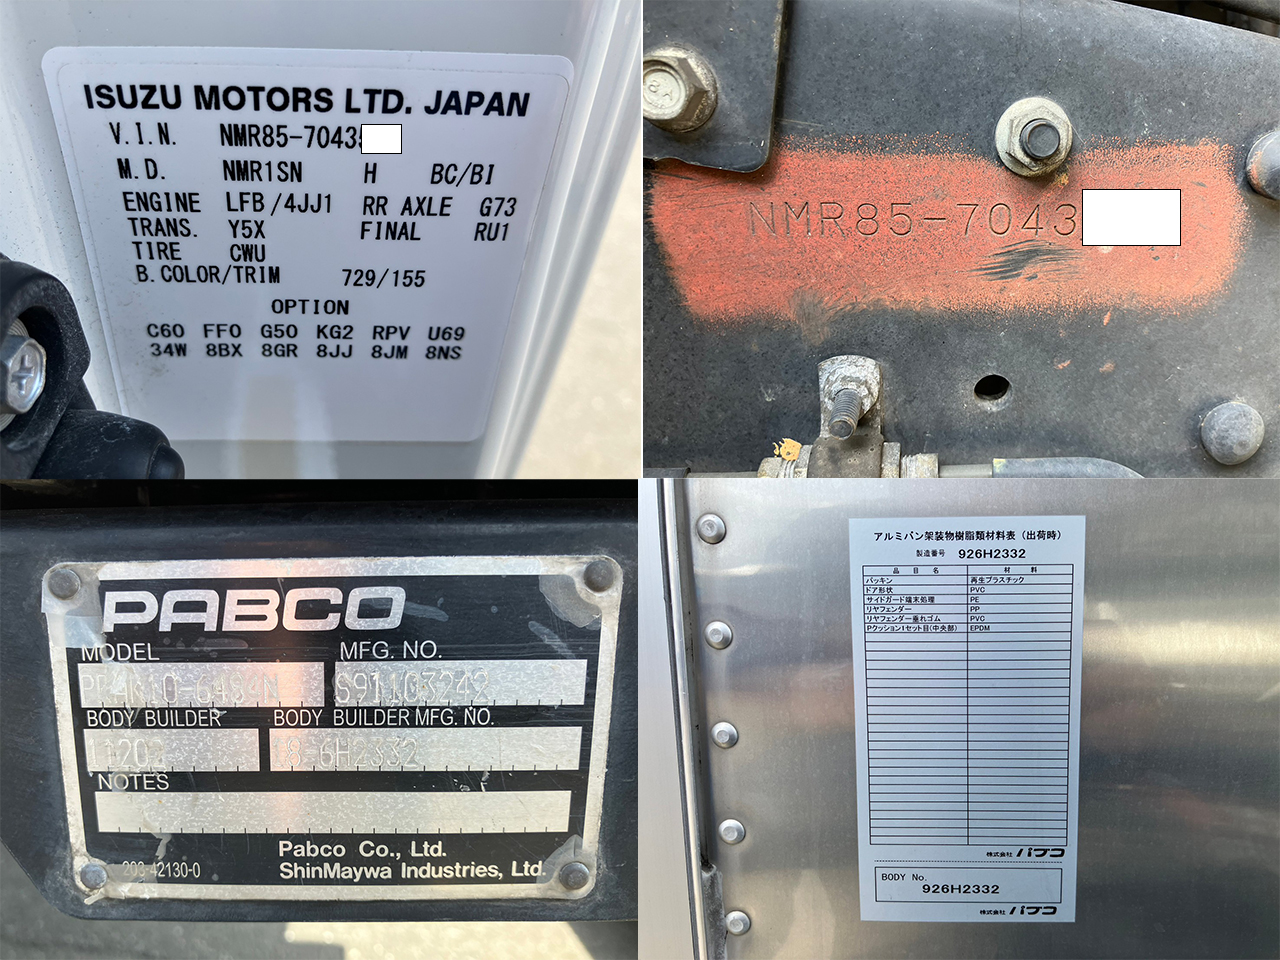 ISUZU MOTORS LTD. JAPAN
V.I.N. NMR85-7043
M.D. NMR1SN H BC/BI
ENGINE LFB/4JJ1 RR AXLE G73
TRANS. Y5X FINAL RU1
TIRE CWU
B.COLOR/TRIM 729/155
OPTION
C60 FF0 G50 KG2 RPV U69
34W 8BX 8GR 8JJ 8JM 8NS
NMR85-7043
PABCO
MODEL MFG. NO.
S91103242
BODY BUILDER BODY BUILDER MFG. NO.
18-6H2332
NOTES
Pabco Co., Ltd.
203-42130-0 ShinMaywa Industries, Ltd.
アルミバン架装物樹脂類材料表（出荷時）
製造番号 926H2332
品目名 材料
パッキン 再生プラスチック
ドア形状 PVC
サイドガード端末処理 PE
リヤフェンダー PP
リヤフェンダー垂れゴム PVC
Pクッション1セット目(中央部) EPDM
株式会社 パブコ
BODY No.
926H2332
株式会社 パブコ